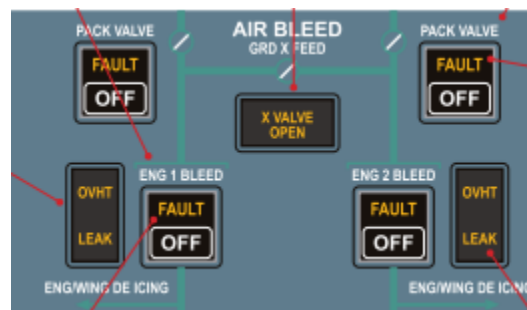 PACK VALVE
AIR BLEED
PACK VALVE
GRD X FEED
FAULT
OFF
FAULT
OFF
X VALVE
OPEN
ENG 1 BLEED
ENG 2 BLEED
OVHT
LEAK
FAULT
OFF
FAULT
OFF
OVHT
LEAK
ENG/WING DE ICING
ENG/WING DE ICING